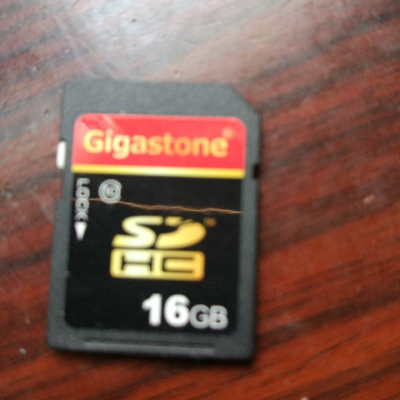 Gigastone®
LOCK
10
SD
HC
16GB